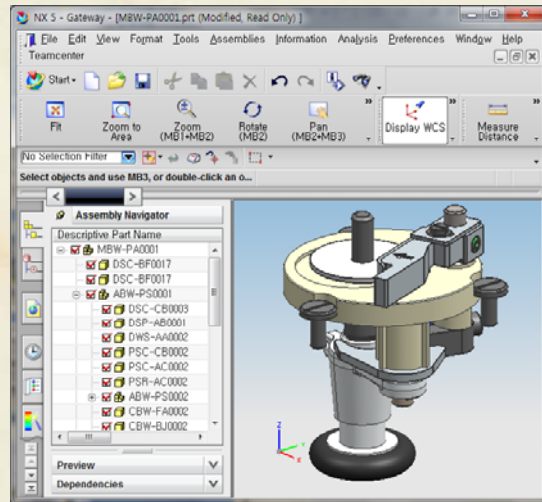 NX 5 - Gateway - [MBW-PA0001.prt (Modified, Read Only) ]
File Edit View Format Tools Assemblies Information Analysis Preferences Window Help
Teamcenter
Start
Fit
Zoom to Area
Zoom (MB1+MB2)
Rotate (MB2)
Pan (MB2+MB3)
Display WCS
Measure Distance
No Selection Filter
Select objects and use MB3, or double-click an o...
Assembly Navigator
Descriptive Part Name
MBW-PA0001
DSC-BF0017
DSC-BF0017
ABW-PS0001
DSC-CB0003
DSP-AB0001
DWS-AA0002
PSC-CB0002
PSC-AC0002
PSR-AC0002
ABW-PS0002
CBW-FA0002
CBW-BJ0002
Preview
Dependencies
Z
Y
X